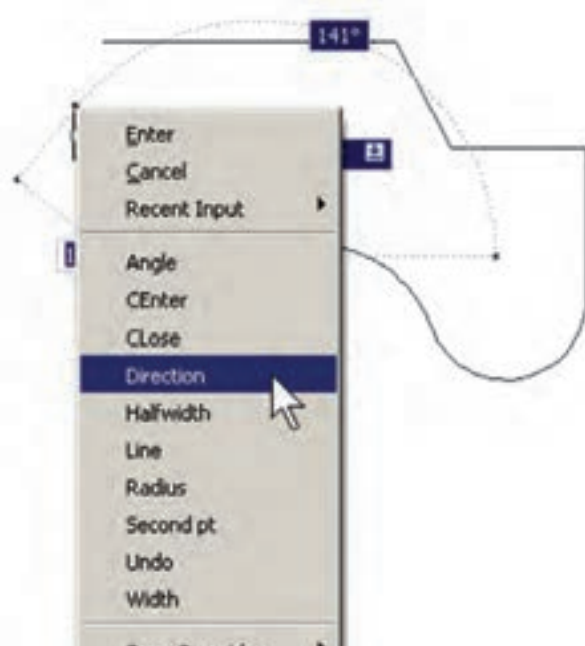 141°
Enter
Cancel
Recent Input
Angle
CEnter
CLose
Direction
Halfwidth
Line
Radius
Second pt
Undo
Width